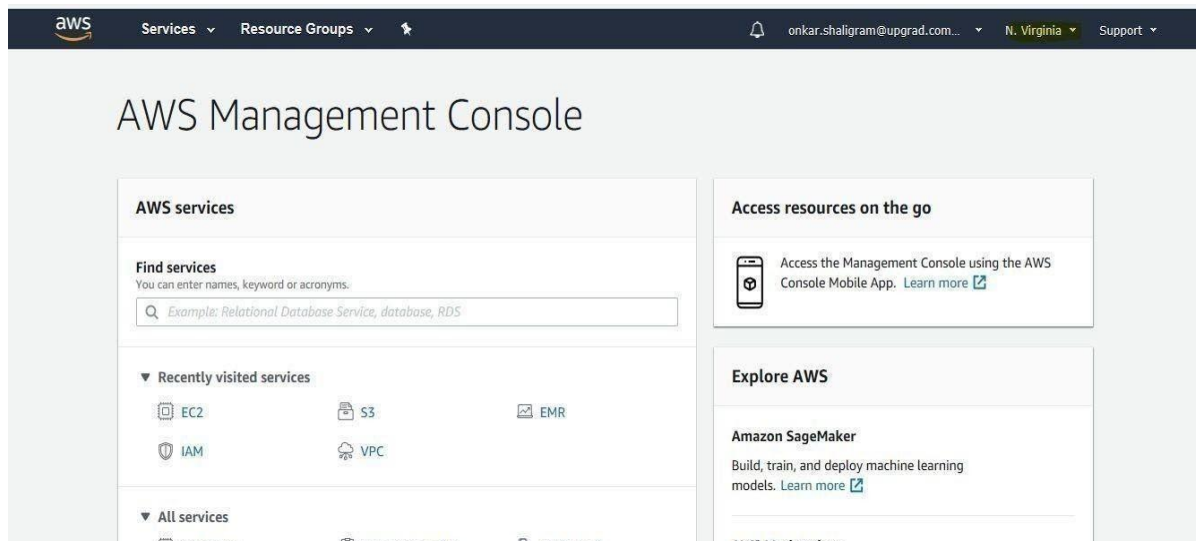 aws
Services
Resource Groups
onkar.shaligram@upgrad.com...
N. Virginia
Support
AWS Management Console
AWS services
Find services
You can enter names, keyword or acronyms.
Example: Relational Database Service, database, RDS
Recently visited services
EC2
S3
EMR
IAM
VPC
All services
Access resources on the go
Access the Management Console using the AWS
Console Mobile App. Learn more
Explore AWS
Amazon SageMaker
Build, train, and deploy machine learning
models. Learn more